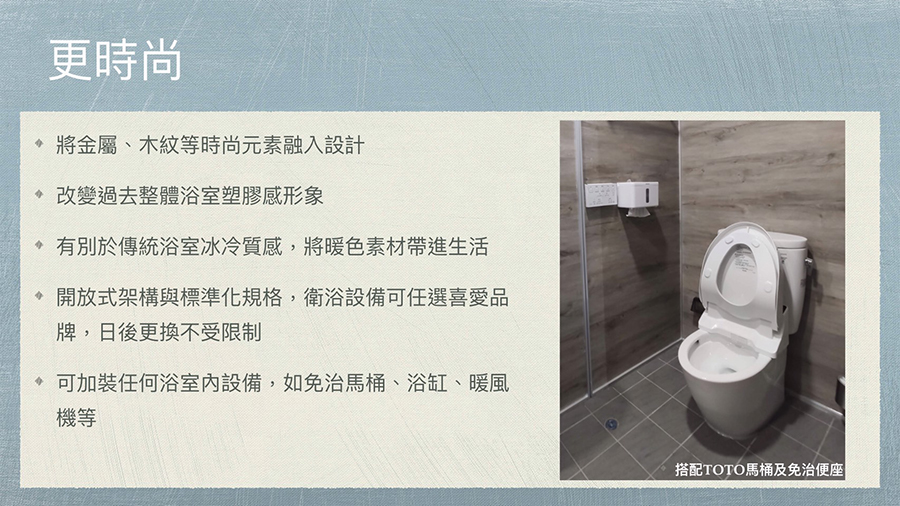 更時尚
將金屬、木紋等時尚元素融入設計
改變過去整體浴室塑膠感形象
有別於傳統浴室冰冷質感，將暖色素材帶進生活
開放式架構與標準化規格，衛浴設備可任選喜愛品
牌，日後更換不受限制
可加裝任何浴室內設備，如免治馬桶、浴缸、暖風
機等
搭配TOTO馬桶及免治便座